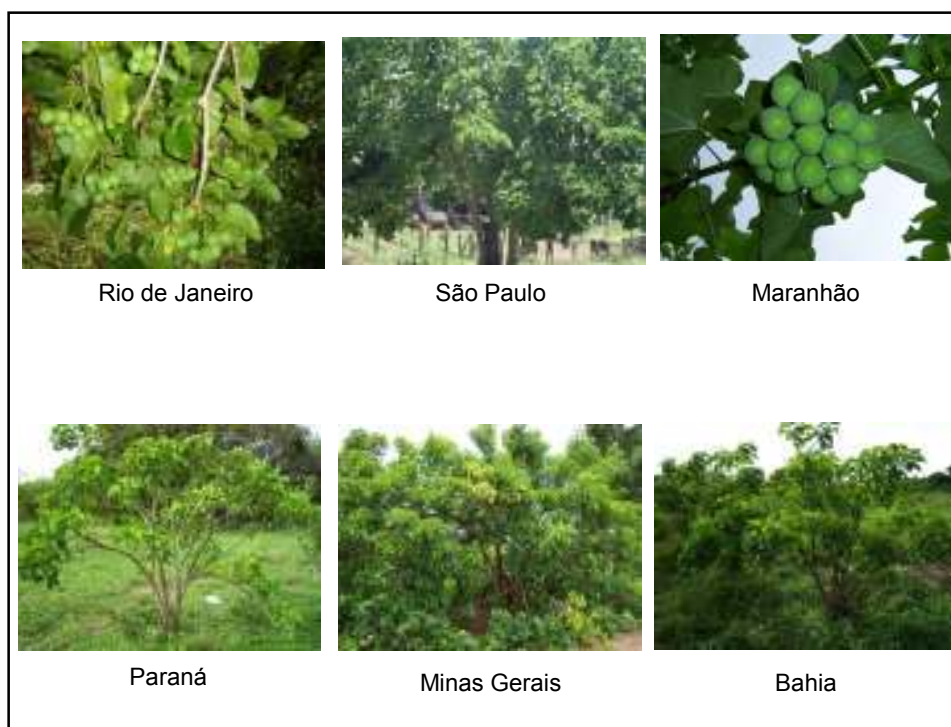 Rio de Janeiro
São Paulo
Maranhão
Paraná
Minas Gerais
Bahia